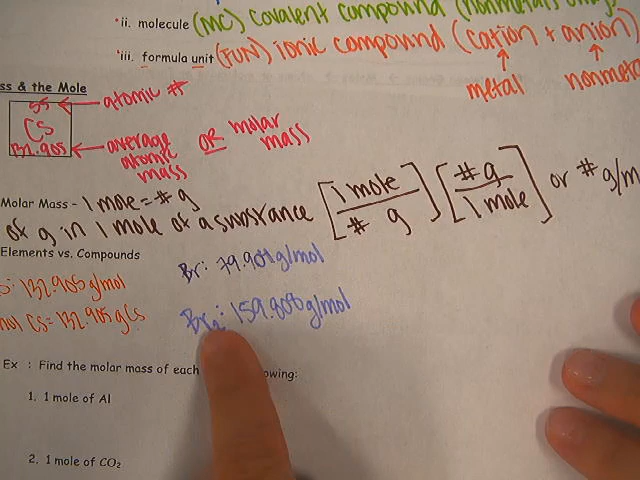 ii. molecule (MC) covalent compound (nonmetals only)
iii. formula unit (FUN) ionic compound (cation + anion)
metal nonmeta
ss & the Mole
55 atomic #
Cs
132.905 average atomic mass OR molar mass
Molar Mass - 1 mole = # g
of g in 1 mole of a substance [1 mole / # g] [# g / 1 mole] or # g/m
Elements vs. Compounds
s: 132.905 g/mol
mol Cs = 132.905 g Cs
Br: 79.904 g/mol
Br2: 159.808 g/mol
Ex : Find the molar mass of each owing:
1. 1 mole of Al
2. 1 mole of CO2